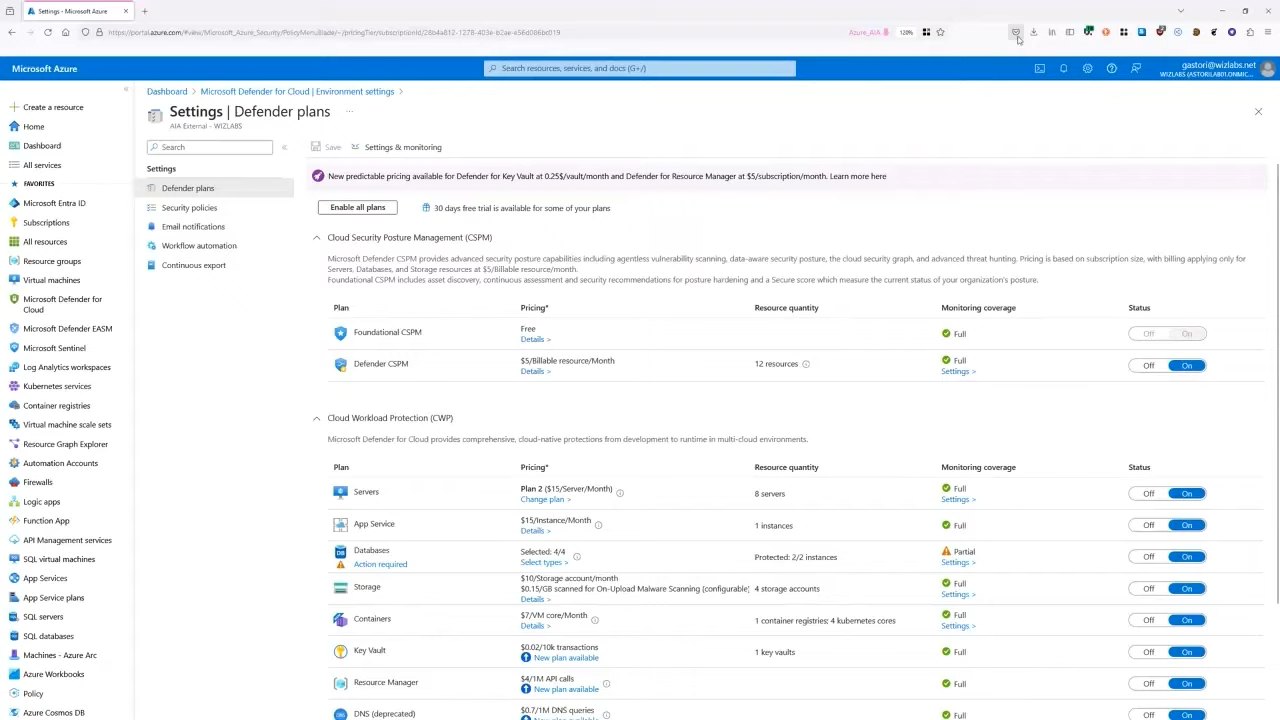 Settings - Microsoft Azure
https://portal.azure.com/#view/Microsoft_Azure_Security/PolicyMenuBlade/~/pricingTier/subscriptionId/
Azure_AIA
120%
Microsoft Azure
Search resources, services, and docs (G+/)
gastori@wizlabs.net
WIZLABS (ASTORILAB01.ONMIC...
Create a resource
Home
Dashboard
All services
FAVORITES
Microsoft Entra ID
Subscriptions
All resources
Resource groups
Virtual machines
Microsoft Defender for
Cloud
Microsoft Defender EASM
Microsoft Sentinel
Log Analytics workspaces
Kubernetes services
Container registries
Virtual machine scale sets
Resource Graph Explorer
Automation Accounts
Firewalls
Logic apps
Function App
API Management services
SQL virtual machines
App Services
App Service plans
SQL servers
SQL databases
Machines - Azure Arc
Azure Workbooks
Policy
Azure Cosmos DB
Dashboard > Microsoft Defender for Cloud | Environment settings >
Settings | Defender plans ...
AIA External - WIZLABS
Search
Settings
Defender plans
Security policies
Email notifications
Workflow automation
Continuous export
Save Settings & monitoring
New predictable pricing available for Defender for Key Vault at 0.25$/vault/month and Defender for Resource Manager at $5/subscription/month. Learn more here
Enable all plans
30 days free trial is available for some of your plans
Cloud Security Posture Management (CSPM)
Microsoft Defender CSPM provides advanced security posture capabilities including agentless vulnerability scanning, data-aware security posture, the cloud security graph, and advanced threat hunting. Pricing is based on subscription size, with billing applying only for
Servers, Databases, and Storage resources at $5/Billable resource/month.
Foundational CSPM includes asset discovery, continuous assessment and security recommendations for posture hardening and a Secure score which measure the current status of your organization's posture.
Plan Pricing* Resource quantity Monitoring coverage Status
Foundational CSPM Free Full Off On
Details >
Defender CSPM $5/Billable resource/Month 12 resources Full Off On
Details > Settings >
Cloud Workload Protection (CWP)
Microsoft Defender for Cloud provides comprehensive, cloud-native protections from development to runtime in multi-cloud environments.
Plan Pricing* Resource quantity Monitoring coverage Status
Servers Plan 2 ($15/Server/Month) 8 servers Full Off On
Change plan > Settings >
App Service $15/Instance/Month 1 instances Full Off On
Details >
Databases Selected: 4/4 Protected: 2/2 instances Partial Off On
Action required Select types > Settings >
Storage $10/Storage account/month 4 storage accounts Full Off On
$0.15/GB scanned for On-Upload Malware Scanning (configurable)
Details > Settings >
Containers $7/VM core/Month 1 container registries; 4 kubernetes cores Full Off On
Details > Settings >
Key Vault $0.02/10k transactions 1 key vaults Full Off On
New plan available
Resource Manager $4/1M API calls Full Off On
New plan available
DNS (deprecated) $0.7/1M DNS queries Full Off On